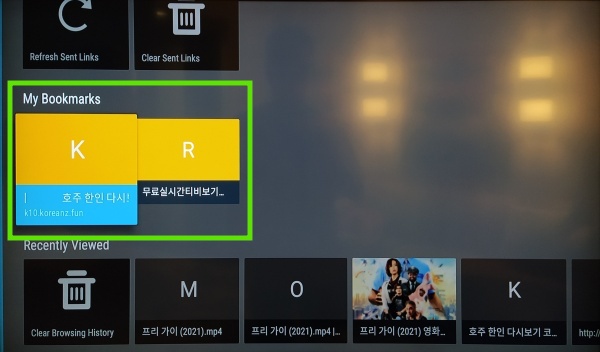 Refresh Sent Links
Clear Sent Links
My Bookmarks
K
R
| 호주 한인 다시!
k10.koreanz.fun
무료실시간티비보기...
Recently Viewed
M
O
K
Clear Browsing History
프리 가이 (2021).mp4
프리 가이 (2021).mp4 |...
프리 가이 (2021) 영화...
호주 한인 다시보기 코...
http:/